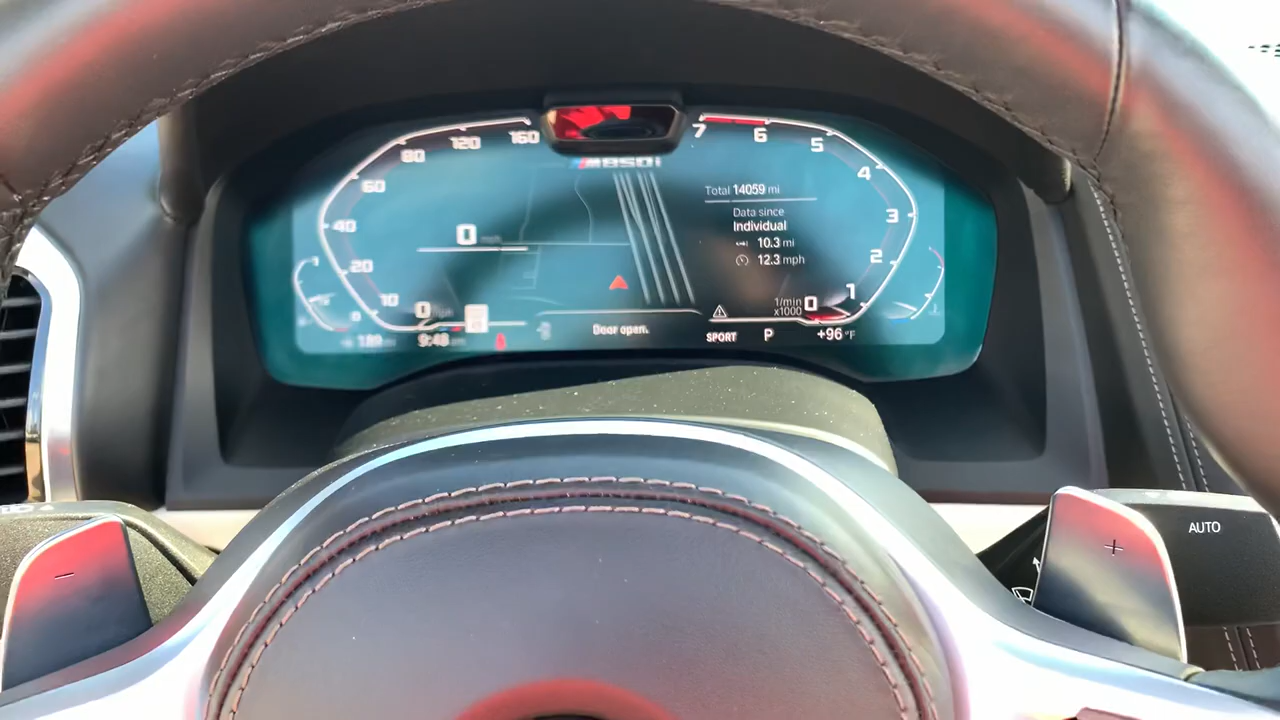 160
120
80
60
40
20
10
0
M850i
0 mph
7
6
5
4
3
2
1
0
1/min
x1000
Total 14059 mi
Data since
Individual
10.3 mi
12.3 mph
Door open.
9:48
SPORT
P
+96 °F
-
+
AUTO